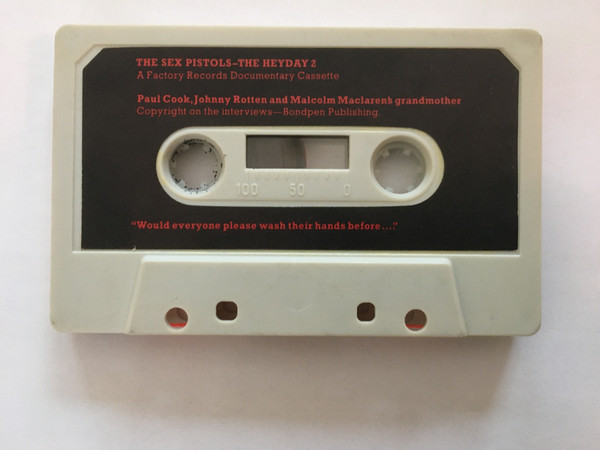 THE SEX PISTOLS–THE HEYDAY 2
A Factory Records Documentary Cassette
Paul Cook, Johnny Rotten and Malcolm Maclaren's grandmother
Copyright on the interviews—Bondpen Publishing.
100 50 0
“Would everyone please wash their hands before....”